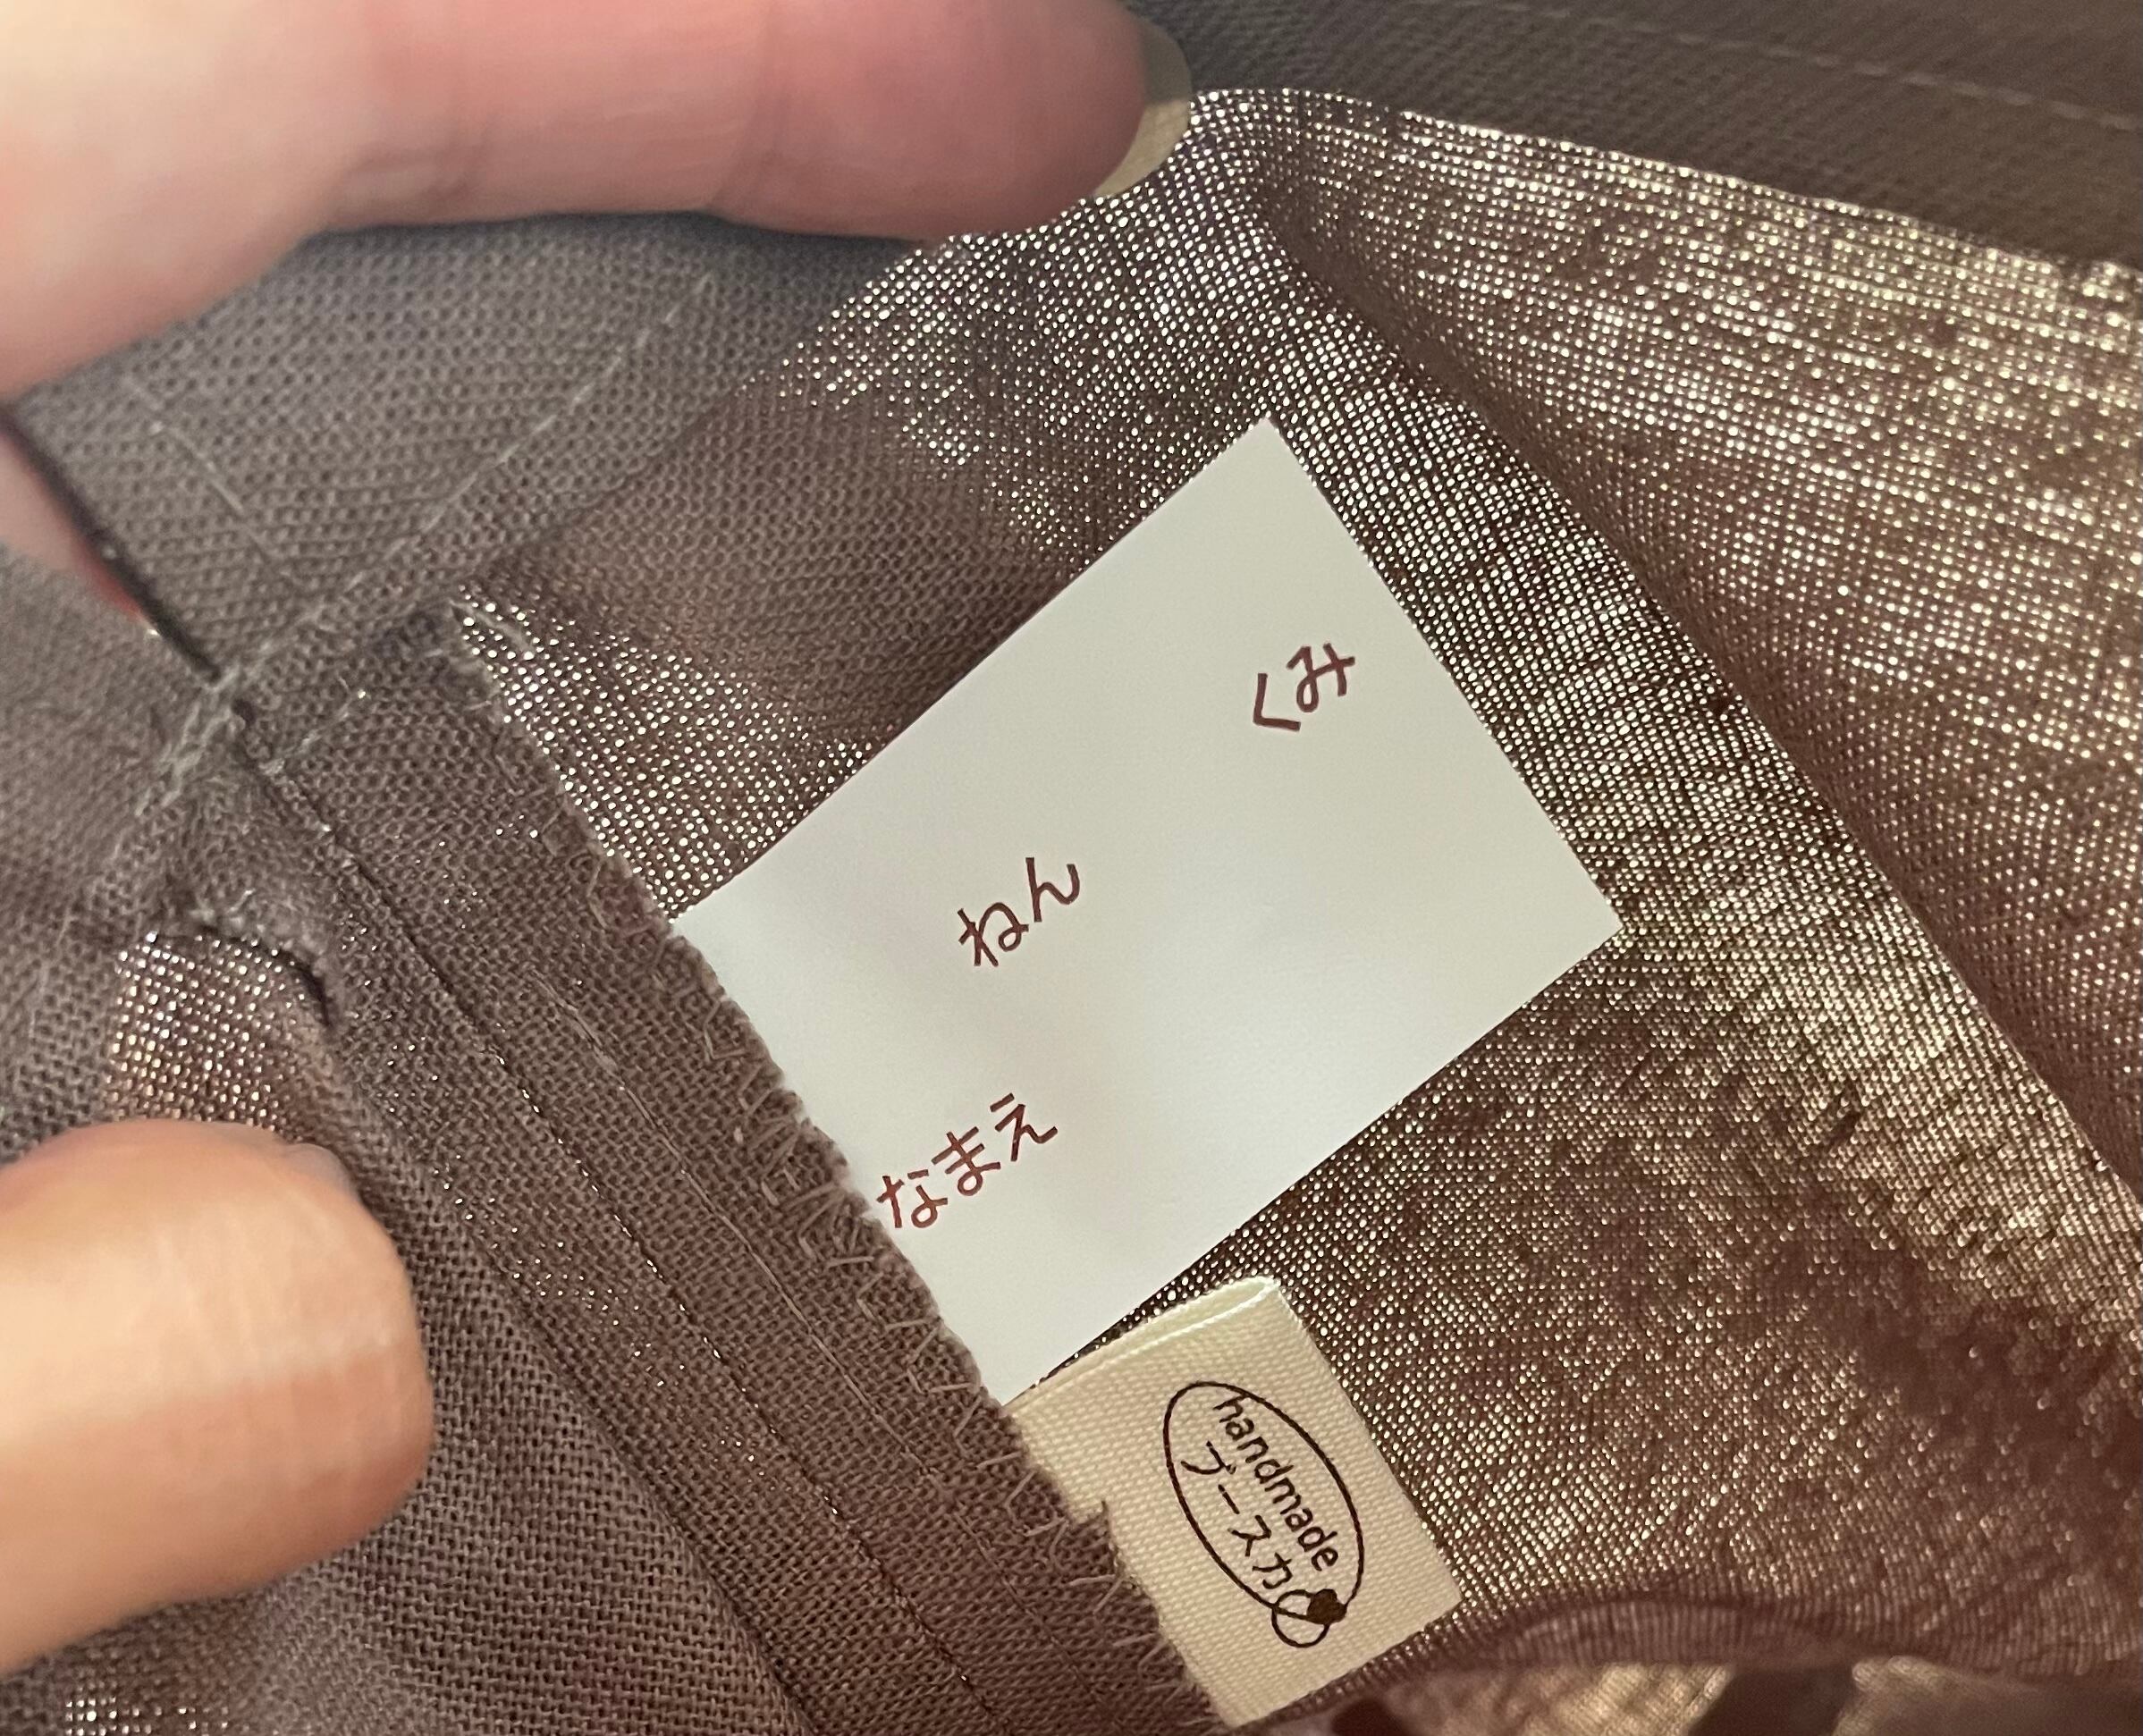 ねん くみ
なまえ
handmade
ブースカ